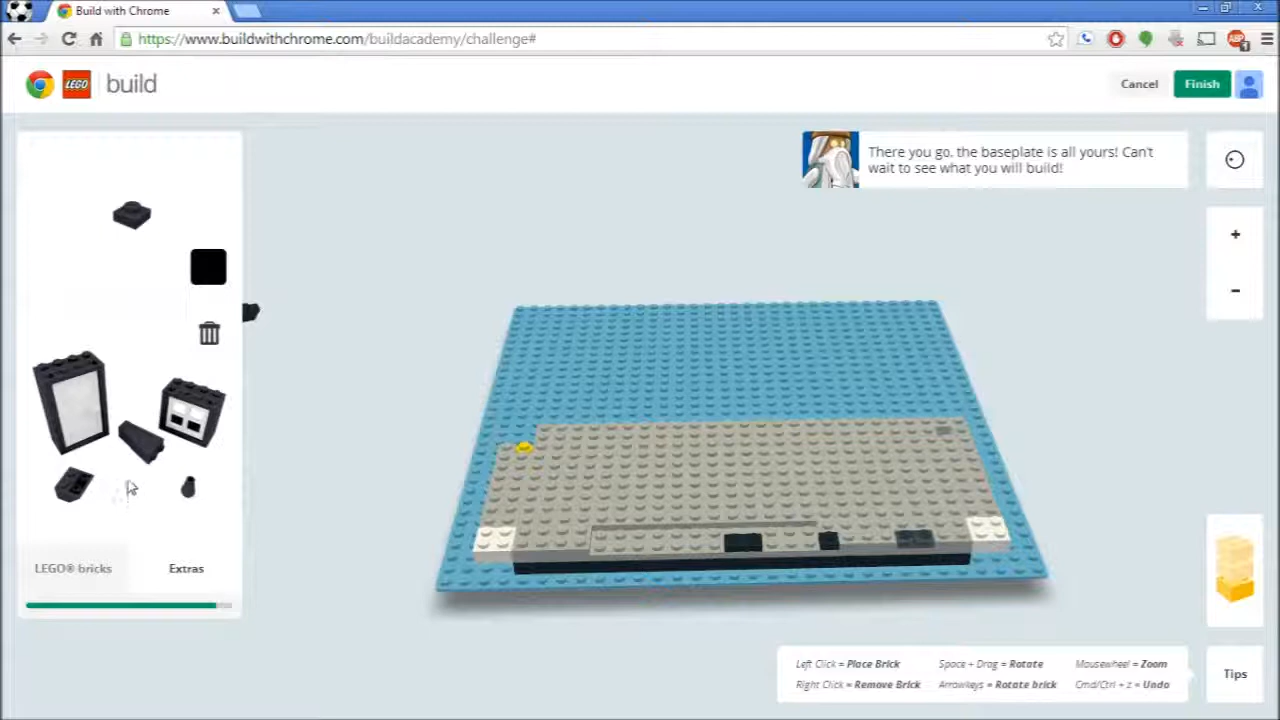 Build with Chrome
https://www.buildwithchrome.com/buildacademy/challenge#
LEGO build
Cancel
Finish
There you go, the baseplate is all yours! Can't
wait to see what you will build!
+
-
LEGO® bricks
Extras
Left Click = Place Brick
Space + Drag = Rotate
Mousewheel = Zoom
Right Click = Remove Brick
Arrowkeys = Rotate brick
Cmd/Ctrl + z = Undo
Tips